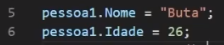 5 pessoa1.Nome = "Buta";
6 pessoa1.Idade = 26;